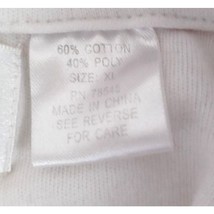 60% COTTON
40% POLY
SIZE: XL
RN
MADE IN CHINA
SEE REVERSE
FOR CARE